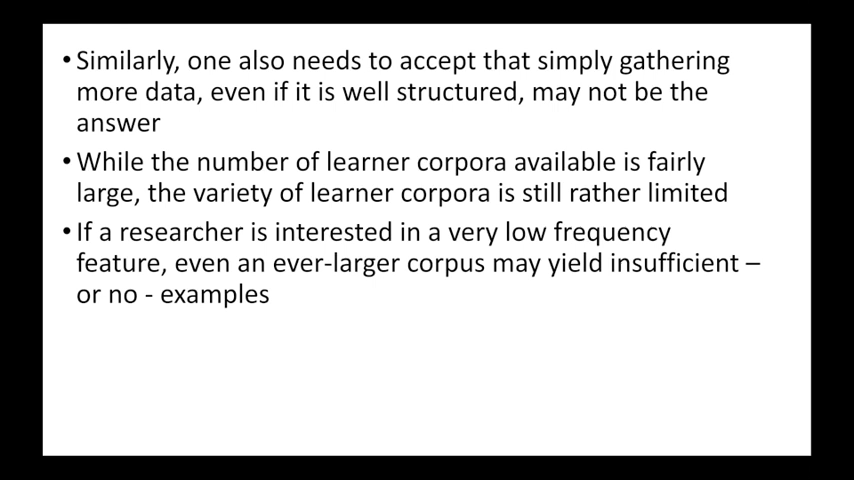 • Similarly, one also needs to accept that simply gathering
more data, even if it is well structured, may not be the
answer
• While the number of learner corpora available is fairly
large, the variety of learner corpora is still rather limited
• If a researcher is interested in a very low frequency
feature, even an ever-larger corpus may yield insufficient –
or no - examples